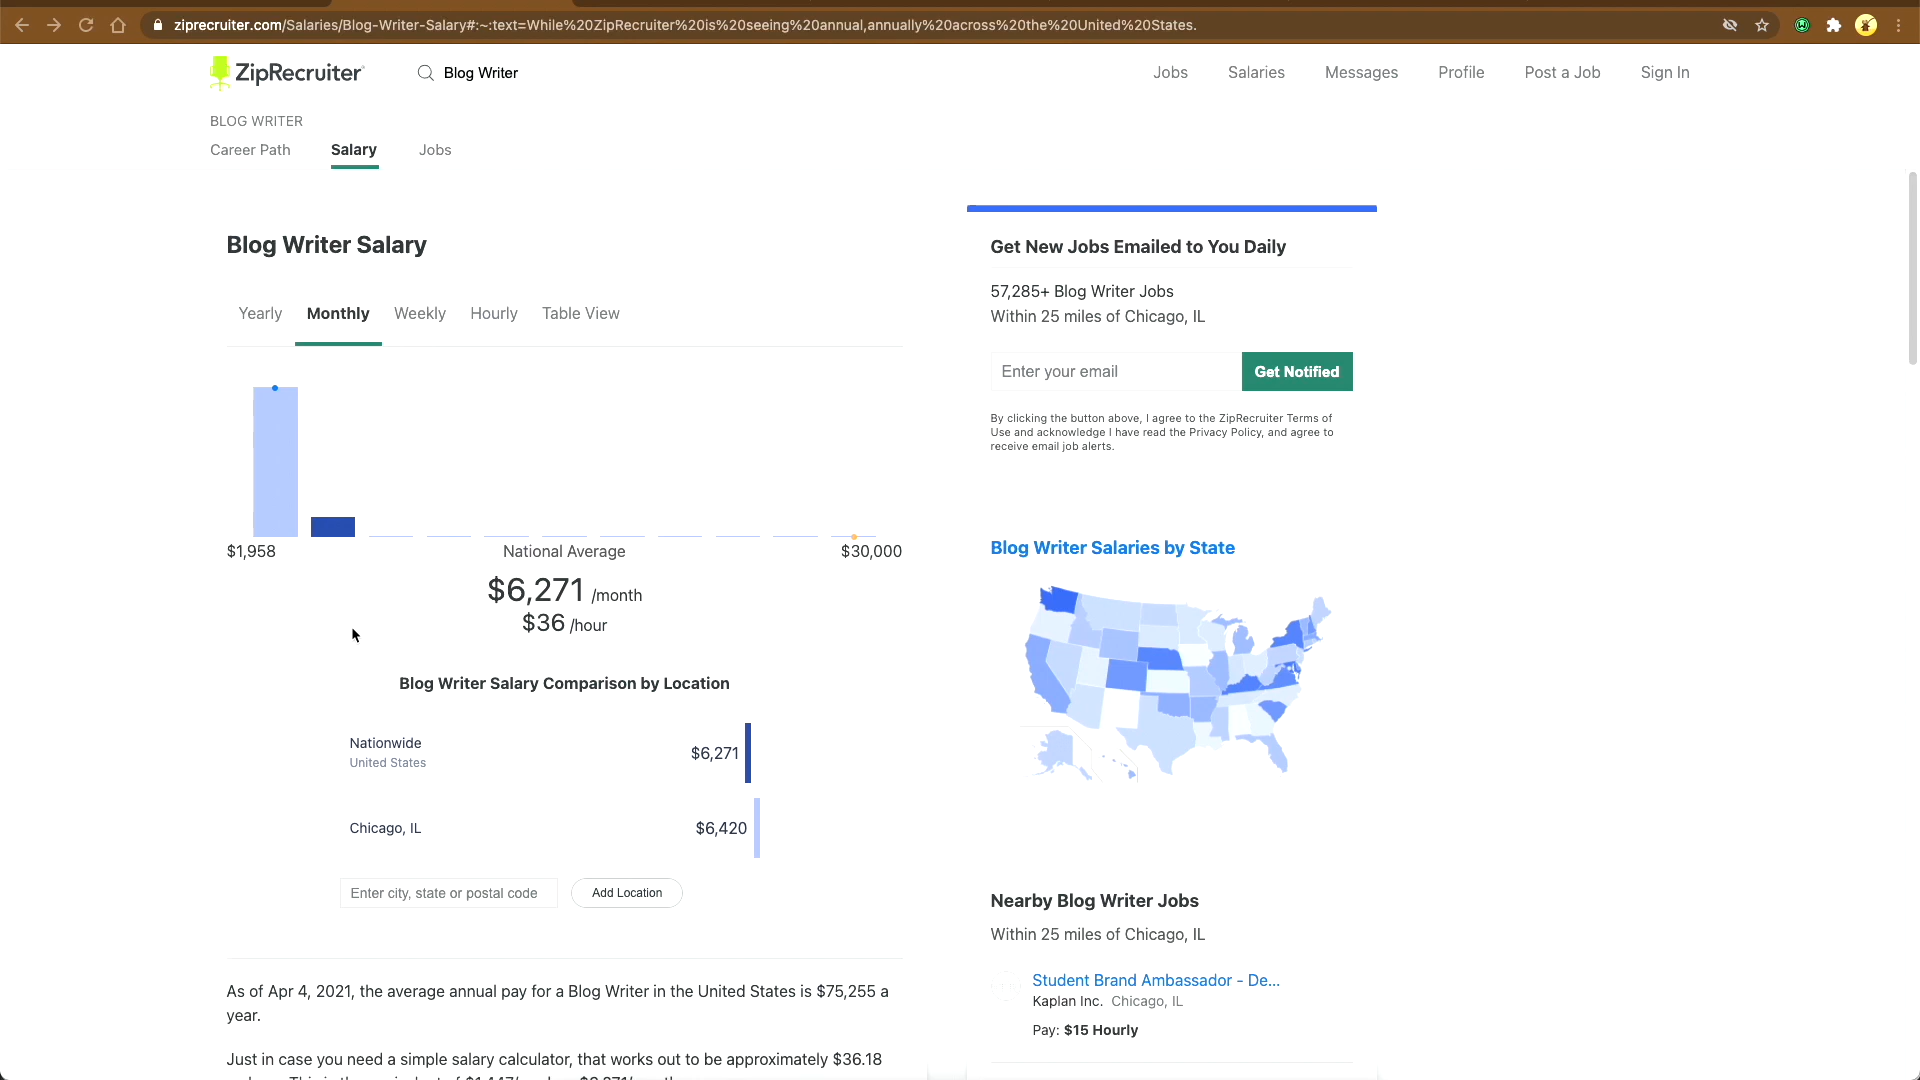 ziprecruiter.com/Salaries/Blog-Writer-Salary#:~:text=While%20ZipRecruiter%20is%20seeing%20annual,annually%20across%20the%20United%20States.
ZipRecruiter
Blog Writer
Jobs
Salaries
Messages
Profile
Post a Job
Sign In
BLOG WRITER
Career Path
Salary
Jobs
Blog Writer Salary
Yearly
Monthly
Weekly
Hourly
Table View
$1,958
National Average
$30,000
$6,271 /month
$36 /hour
Blog Writer Salary Comparison by Location
Nationwide
United States
$6,271
Chicago, IL
$6,420
Enter city, state or postal code
Add Location
As of Apr 4, 2021, the average annual pay for a Blog Writer in the United States is $75,255 a
year.
Just in case you need a simple salary calculator, that works out to be approximately $36.18
Get New Jobs Emailed to You Daily
57,285+ Blog Writer Jobs
Within 25 miles of Chicago, IL
Enter your email
Get Notified
By clicking the button above, I agree to the ZipRecruiter Terms of
Use and acknowledge I have read the Privacy Policy, and agree to
receive email job alerts.
Blog Writer Salaries by State
Nearby Blog Writer Jobs
Within 25 miles of Chicago, IL
Student Brand Ambassador - De...
Kaplan Inc. Chicago, IL
Pay: $15 Hourly